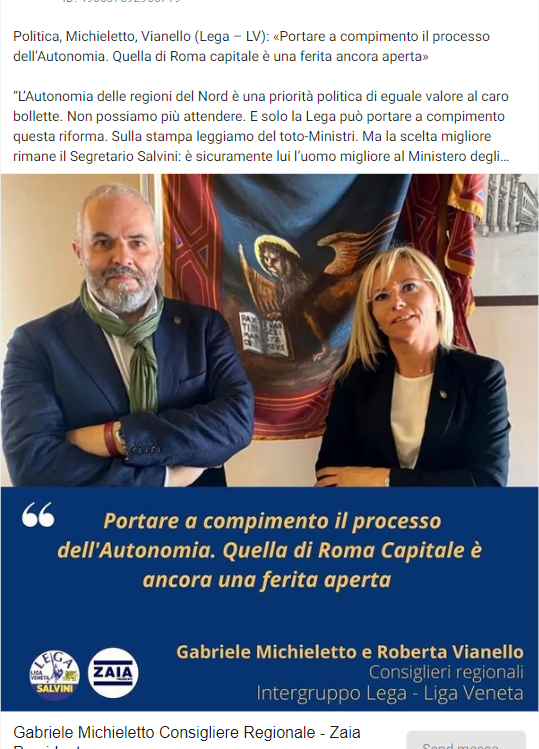 Politica, Michieletto, Vianello (Lega – LV): «Portare a compimento il processo
dell'Autonomia. Quella di Roma capitale è una ferita ancora aperta»
“L'Autonomia delle regioni del Nord è una priorità politica di eguale valore al caro
bollette. Non possiamo più attendere. E solo la Lega può portare a compimento
questa riforma. Sulla stampa leggiamo del toto-Ministri. Ma la scelta migliore
rimane il Segretario Salvini: è sicuramente lui l'uomo migliore al Ministero degli...
PAX
“ Portare a compimento il processo
dell'Autonomia. Quella di Roma Capitale è
ancora una ferita aperta
Gabriele Michieletto e Roberta Vianello
Consiglieri regionali
Intergruppo Lega - Liga Veneta
LEGA
LIGA
VENETA
SALVINI
ZAIA
Gabriele Michieletto Consigliere Regionale - Zaia